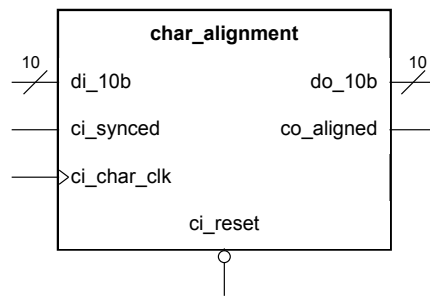 char_alignment
10
10
di_10b
do_10b
ci_synced
co_aligned
ci_char_clk
ci_reset